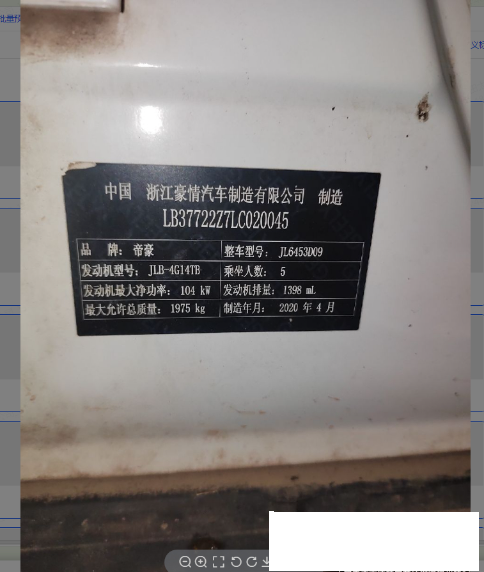 中国 浙江豪情汽车制造有限公司 制造
LB37722Z7LC020045
品 牌：帝豪 整车型号：JL6453D09
发动机型号：JLB-4G14TB 乘坐人数：5
发动机最大净功率：104 kW 发动机排量：1398 mL
最大允许总质量：1975 kg 制造年月：2020 年 4 月